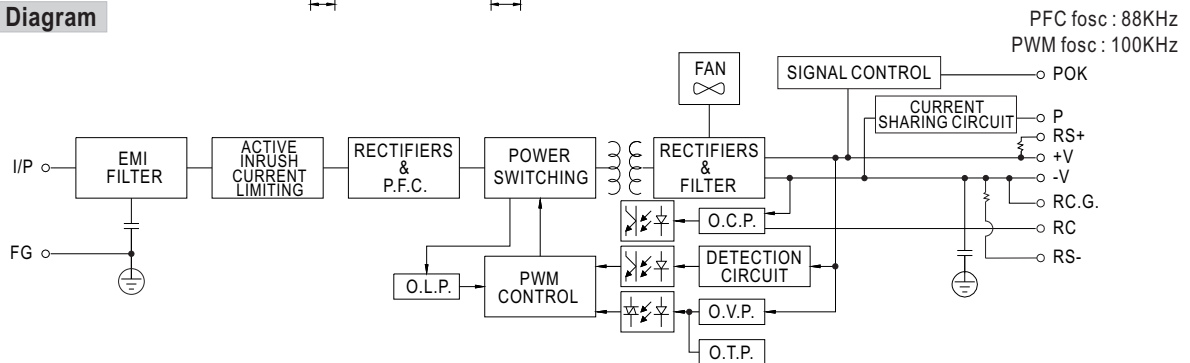 Diagram
PFC fosc : 88KHz
PWM fosc : 100KHz
FAN
SIGNAL CONTROL
POK
CURRENT
SHARING CIRCUIT
P
RS+
I/P
EMI
FILTER
ACTIVE
INRUSH
CURRENT
LIMITING
RECTIFIERS
&
P.F.C.
POWER
SWITCHING
RECTIFIERS
&
FILTER
+V
-V
RC.G.
O.C.P.
RC
FG
DETECTION
CIRCUIT
RS-
O.L.P.
PWM
CONTROL
O.V.P.
O.T.P.